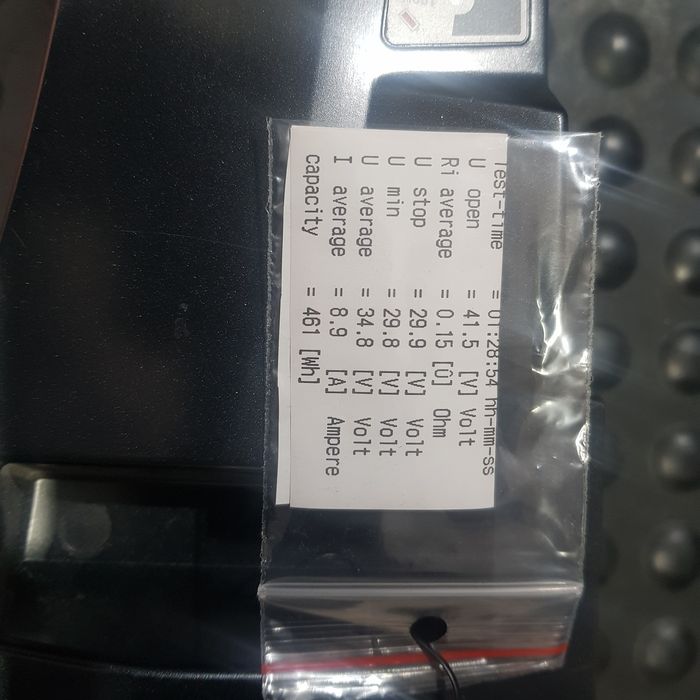 Test-time = 01:28:54 hh-mm-ss
U open = 41.5 [V] Volt
Ri average = 0.15 [Ω] Ohm
U stop = 29.9 [V] Volt
U min = 29.8 [V] Volt
U average = 34.8 [V] Volt
I average = 8.9 [A] Ampere
capacity = 461 [Wh]